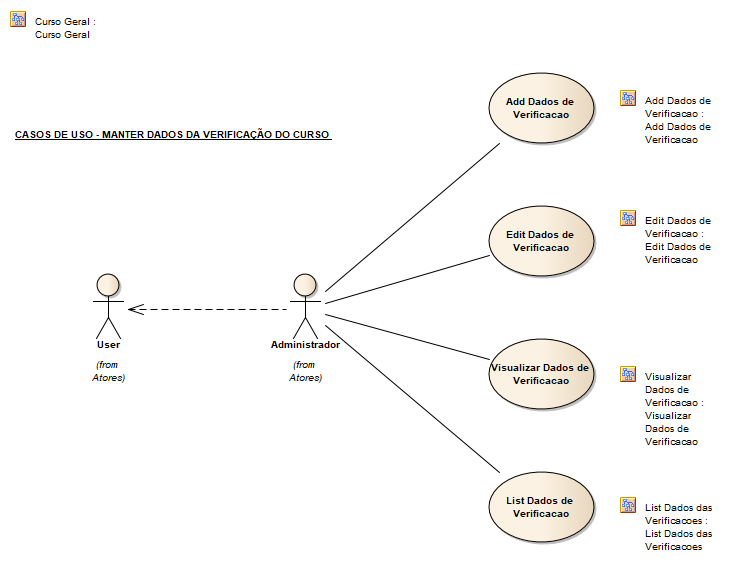 Curso Geral :
Curso Geral
CASOS DE USO - MANTER DADOS DA VERIFICAÇÃO DO CURSO
Add Dados de
Verificacao
Add Dados de
Verificacao :
Add Dados de
Verificacao
Edit Dados de
Verificacao
Edit Dados de
Verificacao :
Edit Dados de
Verificacao
User
(from
Atores)
Administrador
(from
Atores)
Visualizar Dados de
Verificacao
Visualizar
Dados de
Verificacao :
Visualizar
Dados de
Verificacao
List Dados de
Verificacao
List Dados das
Verificacoes :
List Dados das
Verificacoes